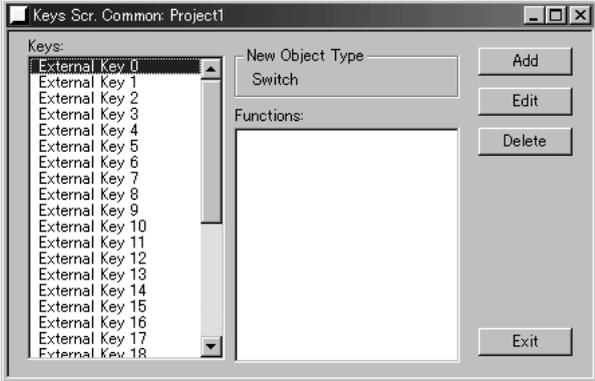 Keys Scr. Common: Project1
Keys:
External Key 0
External Key 1
External Key 2
External Key 3
External Key 4
External Key 5
External Key 6
External Key 7
External Key 8
External Key 9
External Key 10
External Key 11
External Key 12
External Key 13
External Key 14
External Key 15
External Key 16
External Key 17
External Key 18
New Object Type
Switch
Functions:
Add
Edit
Delete
Exit